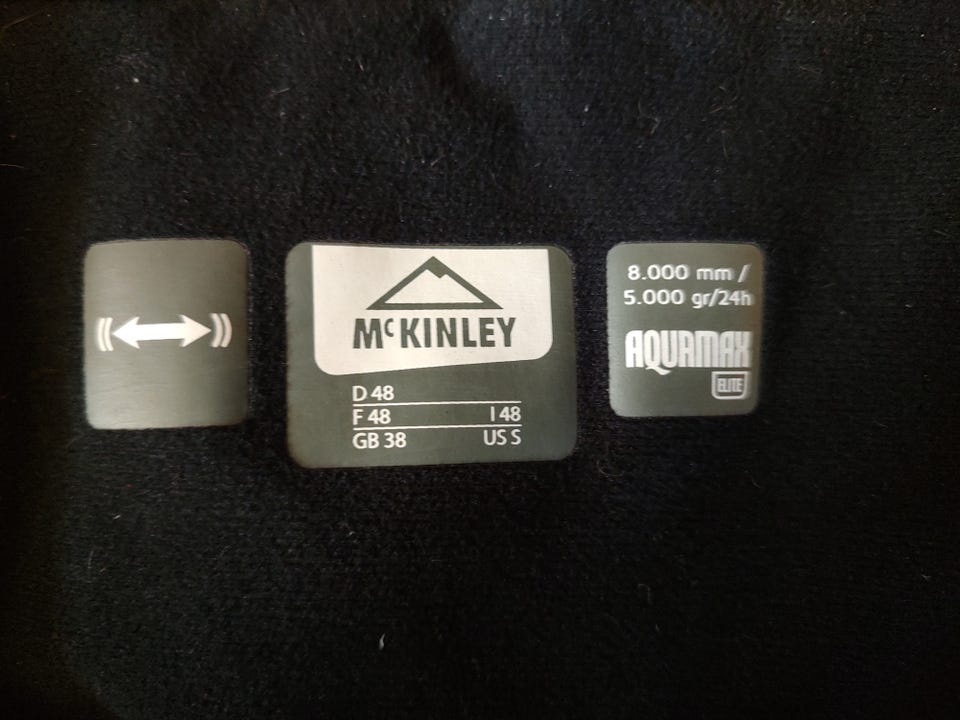 McKINLEY
D 48
F 48 I 48
GB 38 US S
8.000 mm /
5.000 gr/24h
AQUAMAX
ELITE